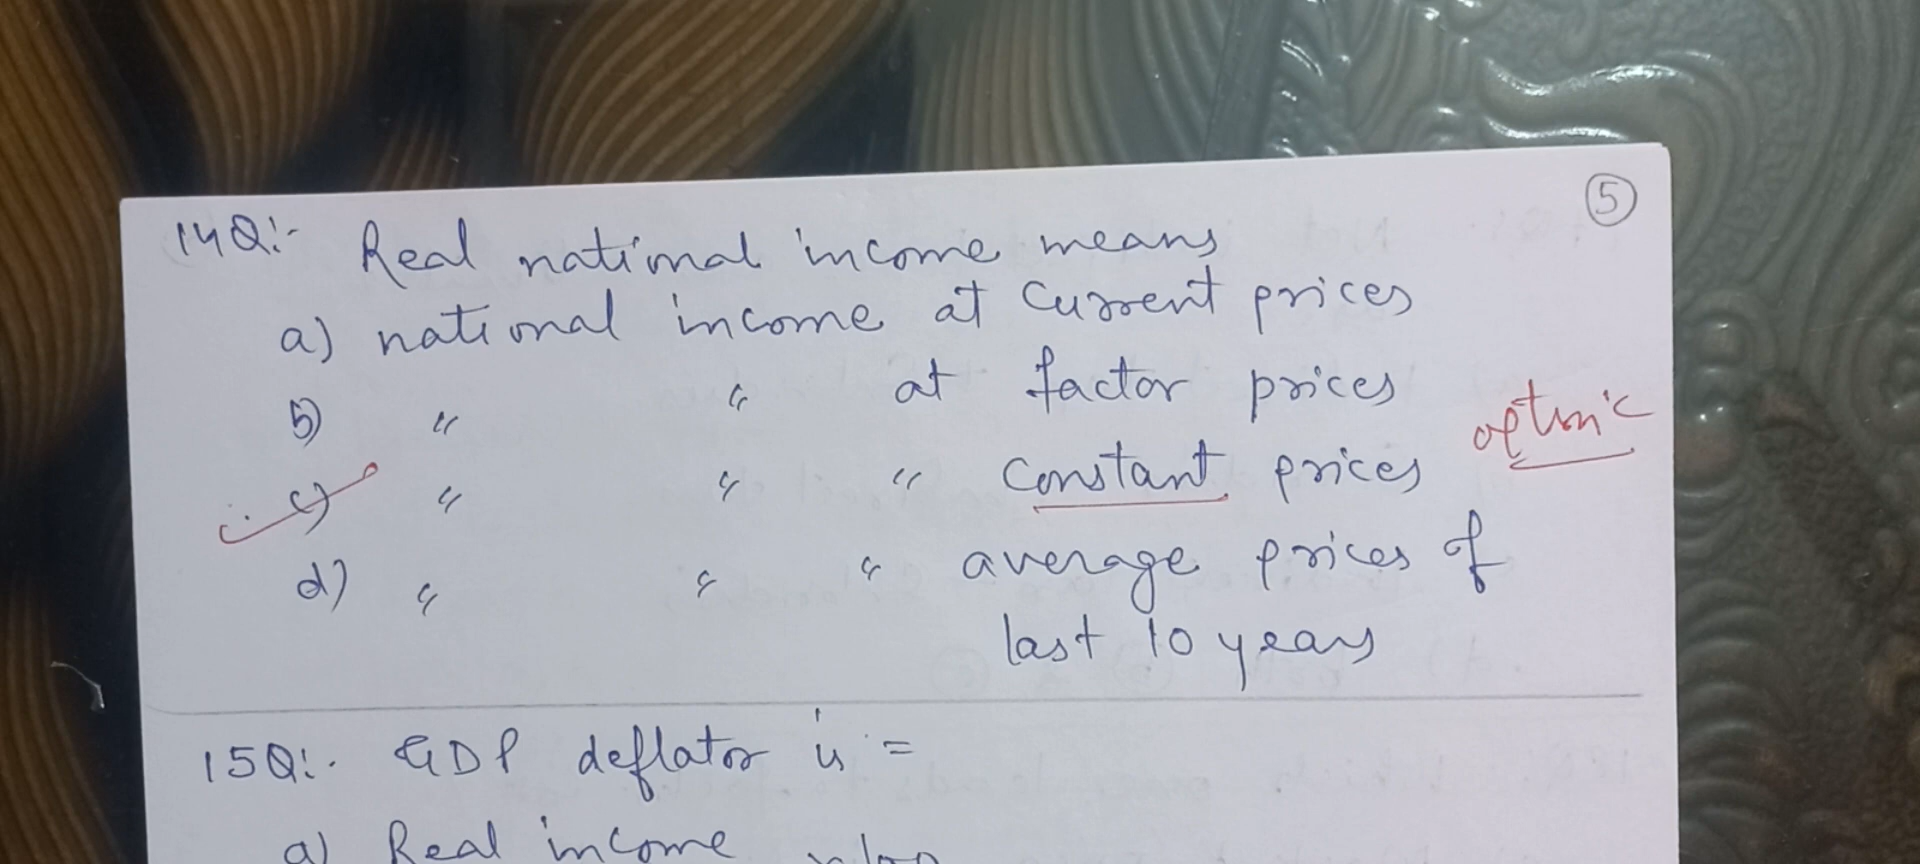 5
14Q:- Real national income means
a) national income at current prices
b) " " at factor prices
option c
c) " " " Constant prices
d) " " " average prices of
last 10 years
15Q:- GDP deflator is =
a) Real income